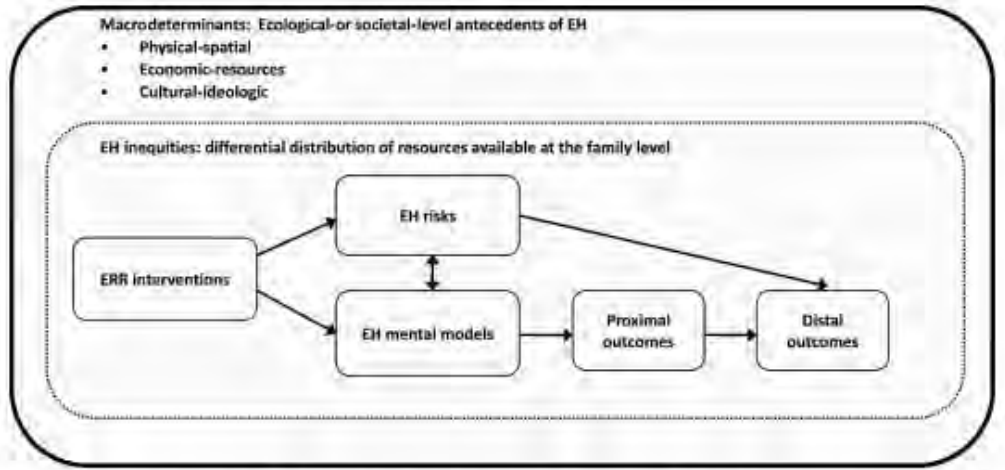 Macrodeterminants: Ecological-or societal-level antecedents of EH
• Physical-spatial
• Economic-resources
• Cultural-ideologic
EH inequities: differential distribution of resources available at the family level
EH risks
ERR interventions
EH mental models
Proximal
outcomes
Distal
outcomes